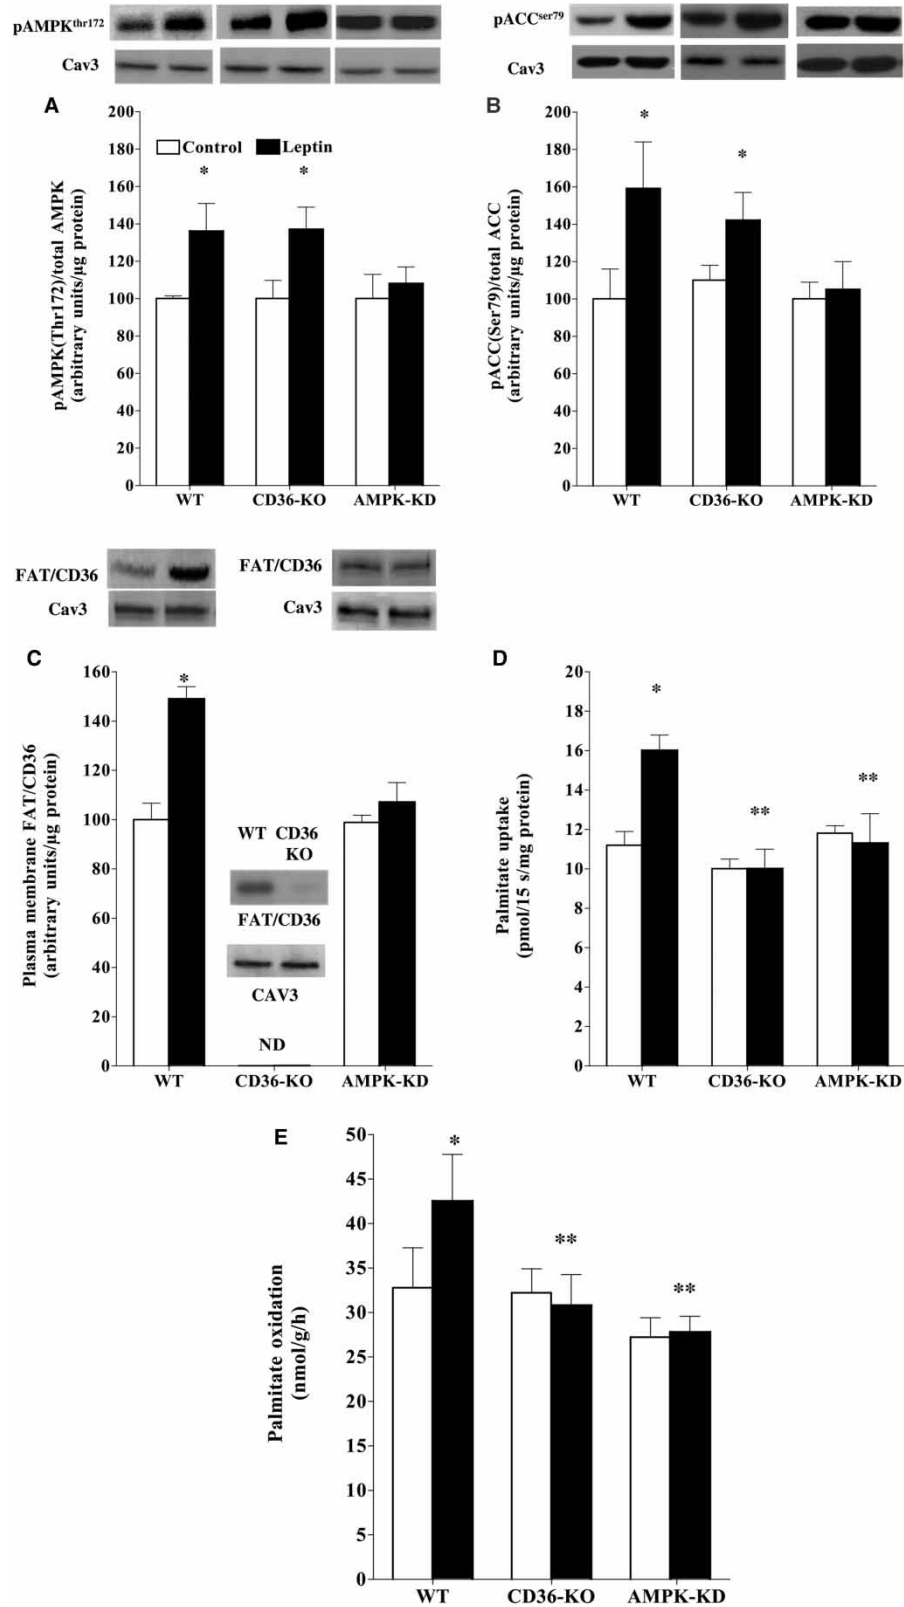 pAMPKthr172
Cav3
pACCser79
Cav3
A
200
180
160
140
120
100
80
60
40
20
0
pAMPK(Thr172)/total AMPK
(arbitrary units/µg protein)
Control Leptin
* *
WT CD36-KO AMPK-KD
B
200
180
160
140
120
100
80
60
40
20
0
pACC(Ser79)/total ACC
(arbitrary units/µg protein)
*
*
WT CD36-KO AMPK-KD
FAT/CD36
Cav3
FAT/CD36
Cav3
C
160
140
120
100
80
60
40
20
0
Plasma membrane FAT/CD36
(arbitrary units/µg protein)
*
WT CD36
KO
FAT/CD36
CAV3
ND
WT CD36-KO AMPK-KD
D
20
18
16
14
12
10
8
6
4
2
0
Palmitate uptake
(pmol/15 s/mg protein)
*
**
**
WT CD36-KO AMPK-KD
E
50
45
40
35
30
25
20
15
10
5
0
Palmitate oxidation
(nmol/g/h)
*
**
**
WT CD36-KO AMPK-KD